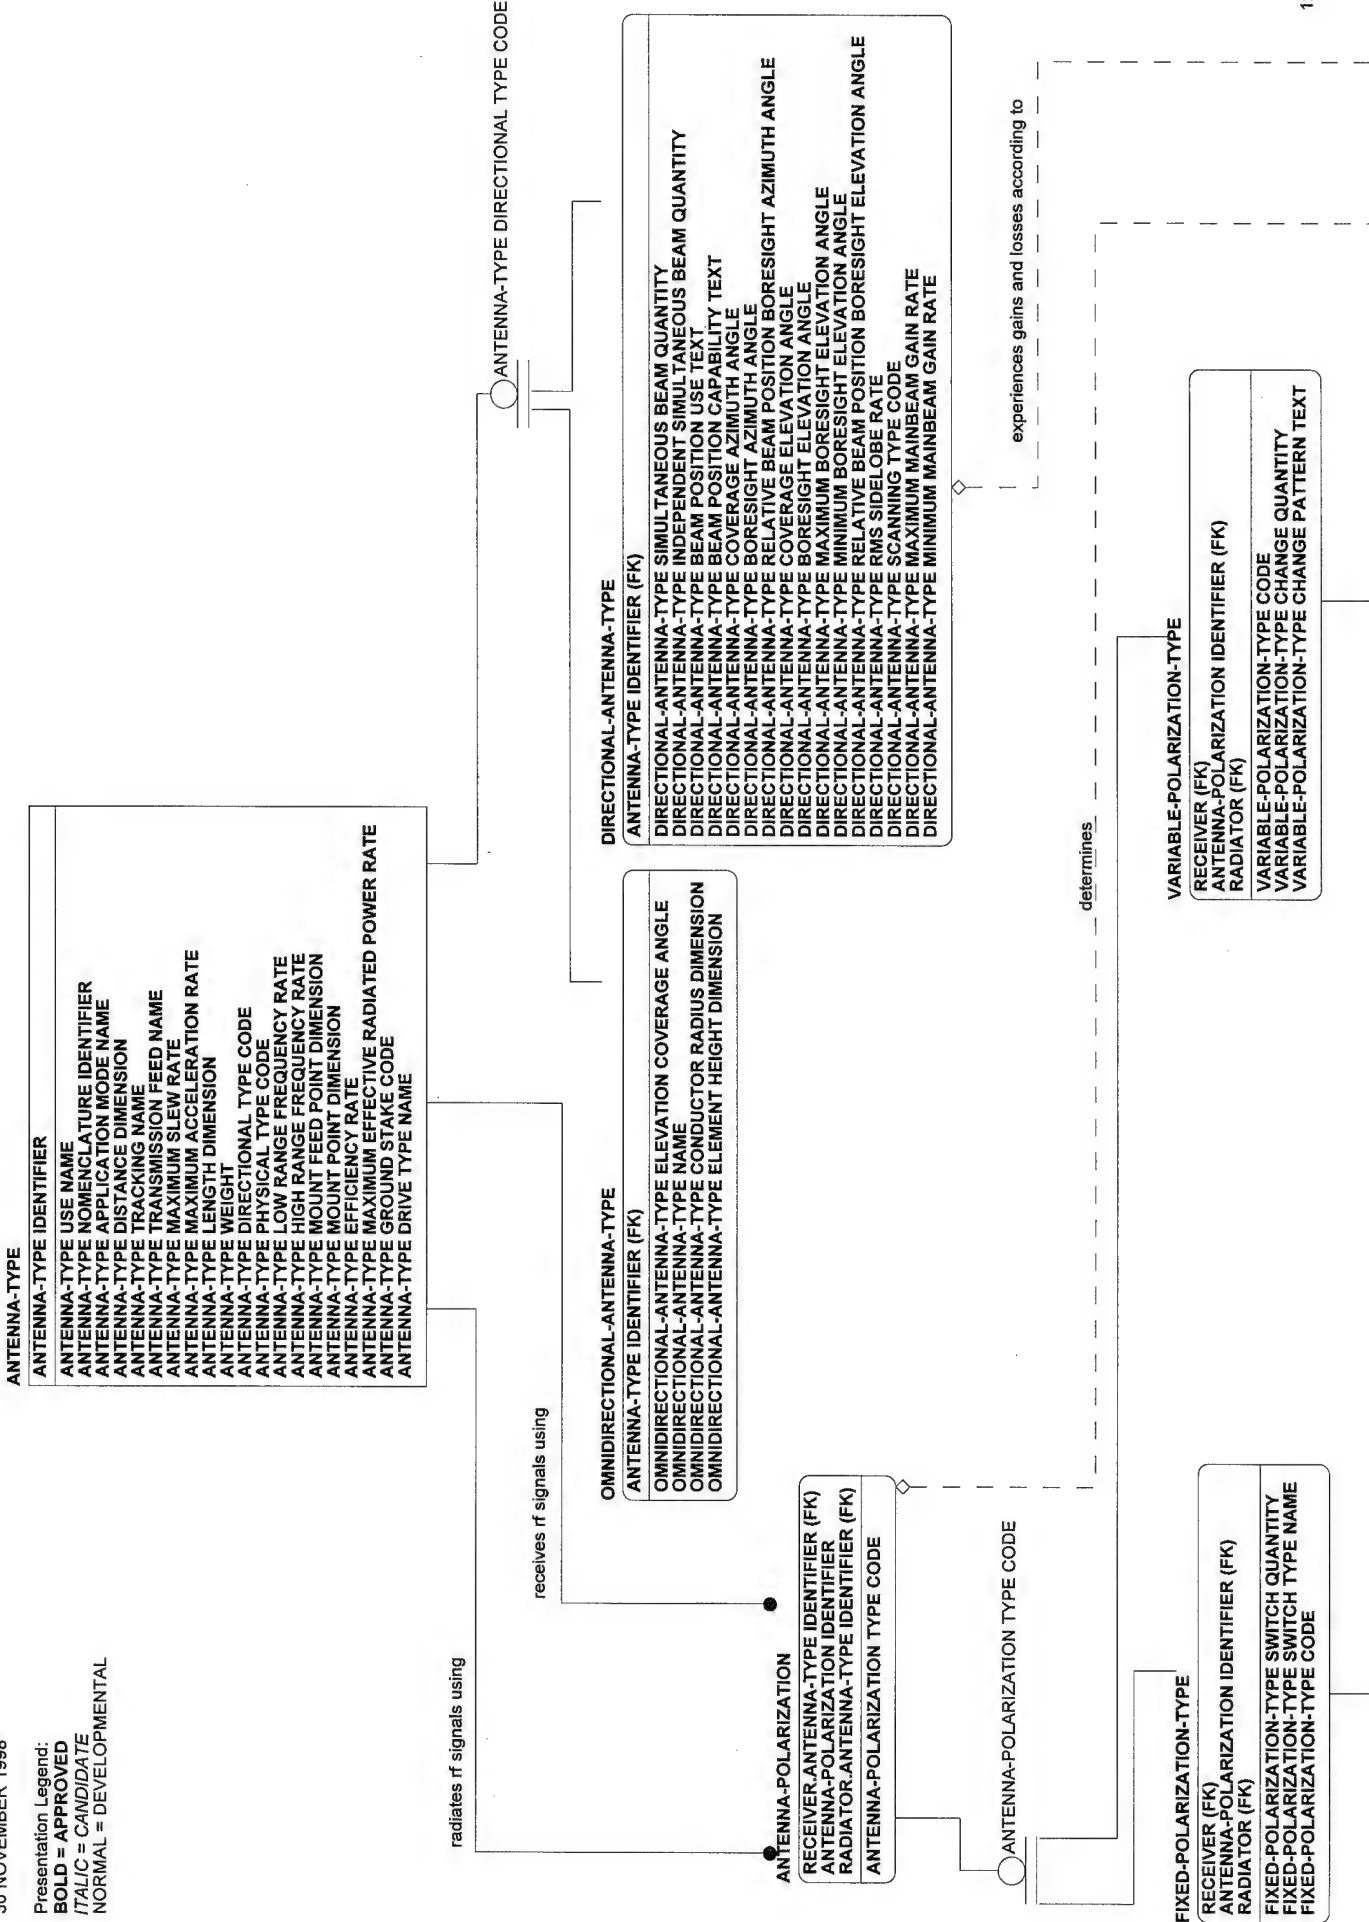 30 NOVEMBER 1998
Presentation Legend:
BOLD = APPROVED
ITALIC = CANDIDATE
NORMAL = DEVELOPMENTAL
ANTENNA-TYPE
ANTENNA-TYPE IDENTIFIER
ANTENNA-TYPE USE NAME
ANTENNA-TYPE NOMENCLATURE IDENTIFIER
ANTENNA-TYPE APPLICATION MODE NAME
ANTENNA-TYPE DISTANCE DIMENSION
ANTENNA-TYPE TRACKING NAME
ANTENNA-TYPE TRANSMISSION FEED NAME
ANTENNA-TYPE MAXIMUM SLEW RATE
ANTENNA-TYPE MAXIMUM ACCELERATION RATE
ANTENNA-TYPE LENGTH DIMENSION
ANTENNA-TYPE WEIGHT
ANTENNA-TYPE DIRECTIONAL TYPE CODE
ANTENNA-TYPE PHYSICAL TYPE CODE
ANTENNA-TYPE LOW RANGE FREQUENCY RATE
ANTENNA-TYPE HIGH RANGE FREQUENCY RATE
ANTENNA-TYPE MOUNT FEED POINT DIMENSION
ANTENNA-TYPE MOUNT POINT DIMENSION
ANTENNA-TYPE EFFICIENCY RATE
ANTENNA-TYPE MAXIMUM EFFECTIVE RADIATED POWER RATE
ANTENNA-TYPE GROUND STAKE CODE
ANTENNA-TYPE DRIVE TYPE NAME
radiates rf signals using
receives rf signals using
ANTENNA-TYPE DIRECTIONAL TYPE CODE
OMNIDIRECTIONAL-ANTENNA-TYPE
ANTENNA-TYPE IDENTIFIER (FK)
OMNIDIRECTIONAL-ANTENNA-TYPE ELEVATION COVERAGE ANGLE
OMNIDIRECTIONAL-ANTENNA-TYPE NAME
OMNIDIRECTIONAL-ANTENNA-TYPE CONDUCTOR RADIUS DIMENSION
OMNIDIRECTIONAL-ANTENNA-TYPE ELEMENT HEIGHT DIMENSION
DIRECTIONAL-ANTENNA-TYPE
ANTENNA-TYPE IDENTIFIER (FK)
DIRECTIONAL-ANTENNA-TYPE SIMULTANEOUS BEAM QUANTITY
DIRECTIONAL-ANTENNA-TYPE INDEPENDENT SIMULTANEOUS BEAM QUANTITY
DIRECTIONAL-ANTENNA-TYPE BEAM POSITION USE TEXT
DIRECTIONAL-ANTENNA-TYPE BEAM POSITION CAPABILITY TEXT
DIRECTIONAL-ANTENNA-TYPE COVERAGE AZIMUTH ANGLE
DIRECTIONAL-ANTENNA-TYPE BORESIGHT AZIMUTH ANGLE
DIRECTIONAL-ANTENNA-TYPE RELATIVE BEAM POSITION BORESIGHT AZIMUTH ANGLE
DIRECTIONAL-ANTENNA-TYPE COVERAGE ELEVATION ANGLE
DIRECTIONAL-ANTENNA-TYPE BORESIGHT ELEVATION ANGLE
DIRECTIONAL-ANTENNA-TYPE MAXIMUM BORESIGHT ELEVATION ANGLE
DIRECTIONAL-ANTENNA-TYPE MINIMUM BORESIGHT ELEVATION ANGLE
DIRECTIONAL-ANTENNA-TYPE RELATIVE BEAM POSITION BORESIGHT ELEVATION ANGLE
DIRECTIONAL-ANTENNA-TYPE RMS SIDELOBE RATE
DIRECTIONAL-ANTENNA-TYPE SCANNING TYPE CODE
DIRECTIONAL-ANTENNA-TYPE MAXIMUM MAINBEAM GAIN RATE
DIRECTIONAL-ANTENNA-TYPE MINIMUM MAINBEAM GAIN RATE
experiences gains and losses according to
ANTENNA-POLARIZATION
RECEIVER.ANTENNA-TYPE IDENTIFIER (FK)
ANTENNA-POLARIZATION IDENTIFIER
RADIATOR.ANTENNA-TYPE IDENTIFIER (FK)
ANTENNA-POLARIZATION TYPE CODE
determines
ANTENNA-POLARIZATION TYPE CODE
FIXED-POLARIZATION-TYPE
RECEIVER (FK)
ANTENNA-POLARIZATION IDENTIFIER (FK)
RADIATOR (FK)
FIXED-POLARIZATION-TYPE SWITCH QUANTITY
FIXED-POLARIZATION-TYPE SWITCH TYPE NAME
FIXED-POLARIZATION-TYPE CODE
VARIABLE-POLARIZATION-TYPE
RECEIVER (FK)
ANTENNA-POLARIZATION IDENTIFIER (FK)
RADIATOR (FK)
VARIABLE-POLARIZATION-TYPE CODE
VARIABLE-POLARIZATION-TYPE CHANGE QUANTITY
VARIABLE-POLARIZATION-TYPE CHANGE PATTERN TEXT